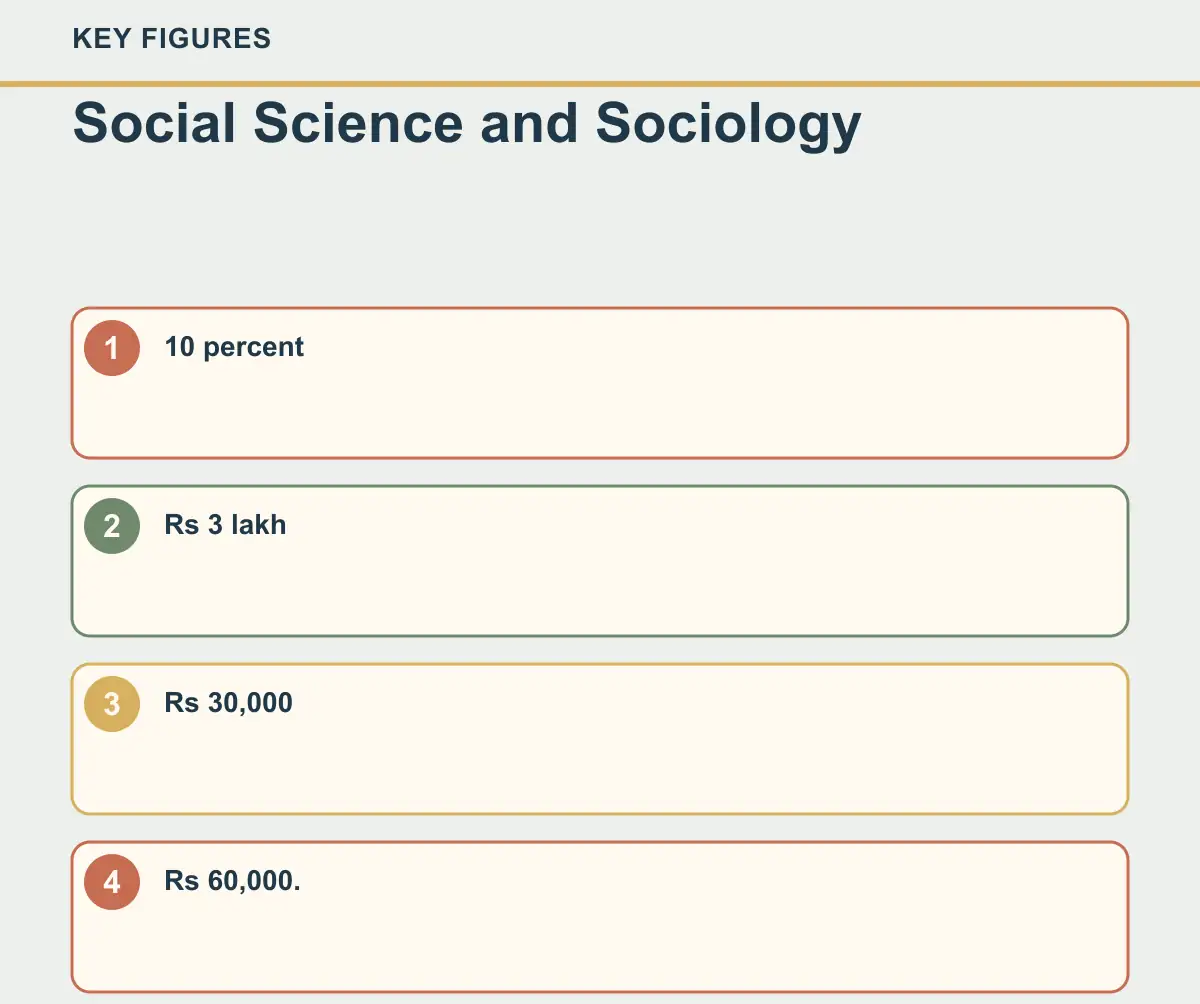 KEY FIGURES
Social Science and Sociology
1 10 percent
2 Rs 3 lakh
3 Rs 30,000
4 Rs 60,000.